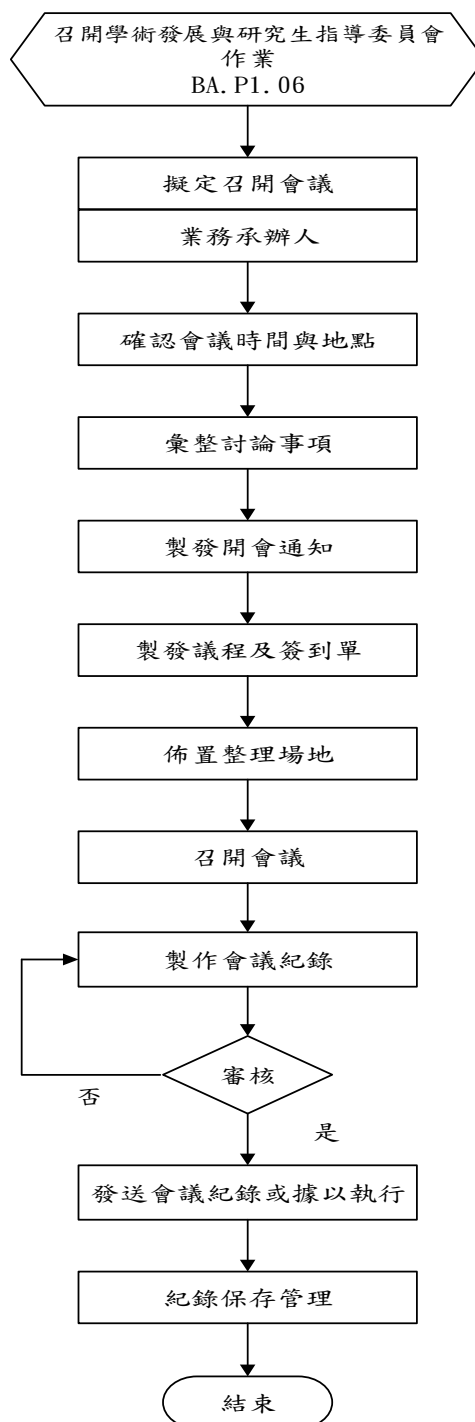 召開學術發展與研究生指導委員會
作業
BA.P1.06
擬定召開會議
業務承辦人
確認會議時間與地點
彙整討論事項
製發開會通知
製發議程及簽到單
佈置整理場地
召開會議
製作會議紀錄
審核
否
是
發送會議紀錄或據以執行
紀錄保存管理
結束